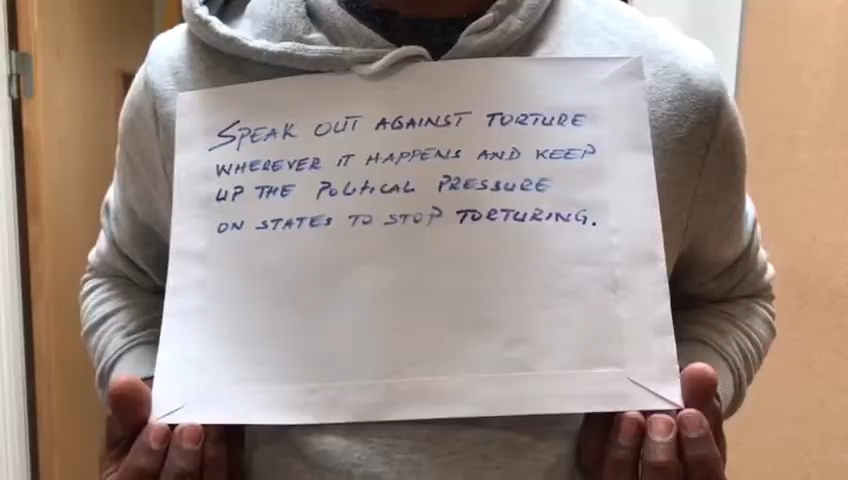 SPEAK OUT AGAINST TORTURE
WHEREVER IT HAPPENS AND KEEP
UP THE POLITICAL PRESSURE
ON STATES TO STOP TORTURING.